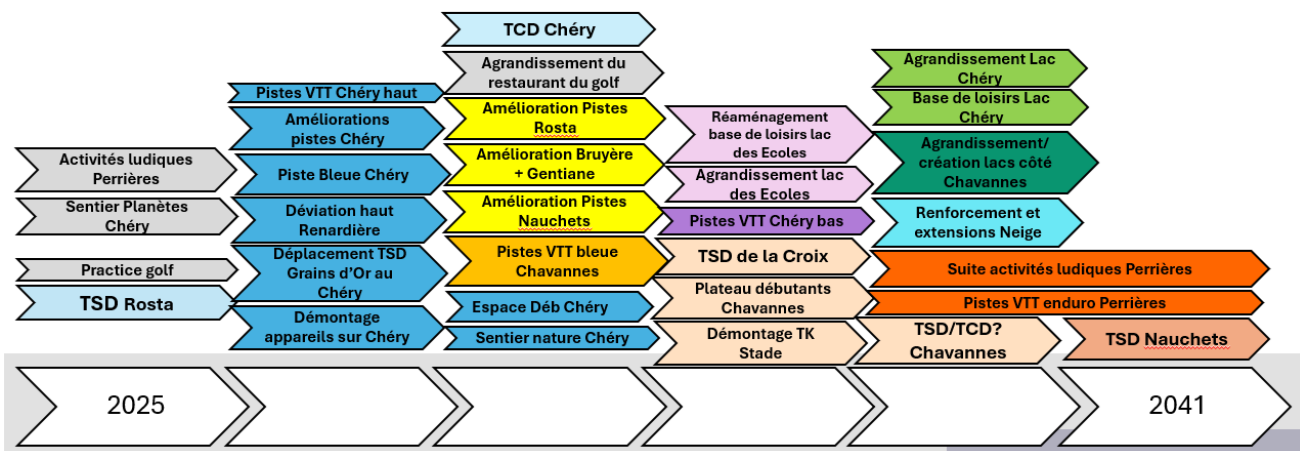 Activités ludiques
Perrières
Sentier Planètes
Chéry
Practice golf
TSD Rosta
Pistes VTT Chéry haut
Améliorations
pistes Chéry
Piste Bleue Chéry
Déviation haut
Renardière
Déplacement TSD
Grains d'Or au
Chéry
Démontage
appareils sur Chéry
TCD Chéry
Agrandissement du
restaurant du golf
Amélioration Pistes
Rosta
Amélioration Bruyère
+ Gentiane
Amélioration Pistes
Nauchets
Pistes VTT bleue
Chavannes
Espace Déb Chéry
Sentier nature Chéry
Réaménagement
base de loisirs lac
des Ecoles
Agrandissement lac
des Ecoles
Pistes VTT Chéry bas
TSD de la Croix
Plateau débutants
Chavannes
Démontage TK
Stade
Agrandissement Lac
Chéry
Base de loisirs Lac
Chéry
Agrandissement/
création lacs côté
Chavannes
Renforcement et
extensions Neige
Suite activités ludiques Perrières
Pistes VTT enduro Perrières
TSD/TCD?
Chavannes
TSD Nauchets
2025
2041